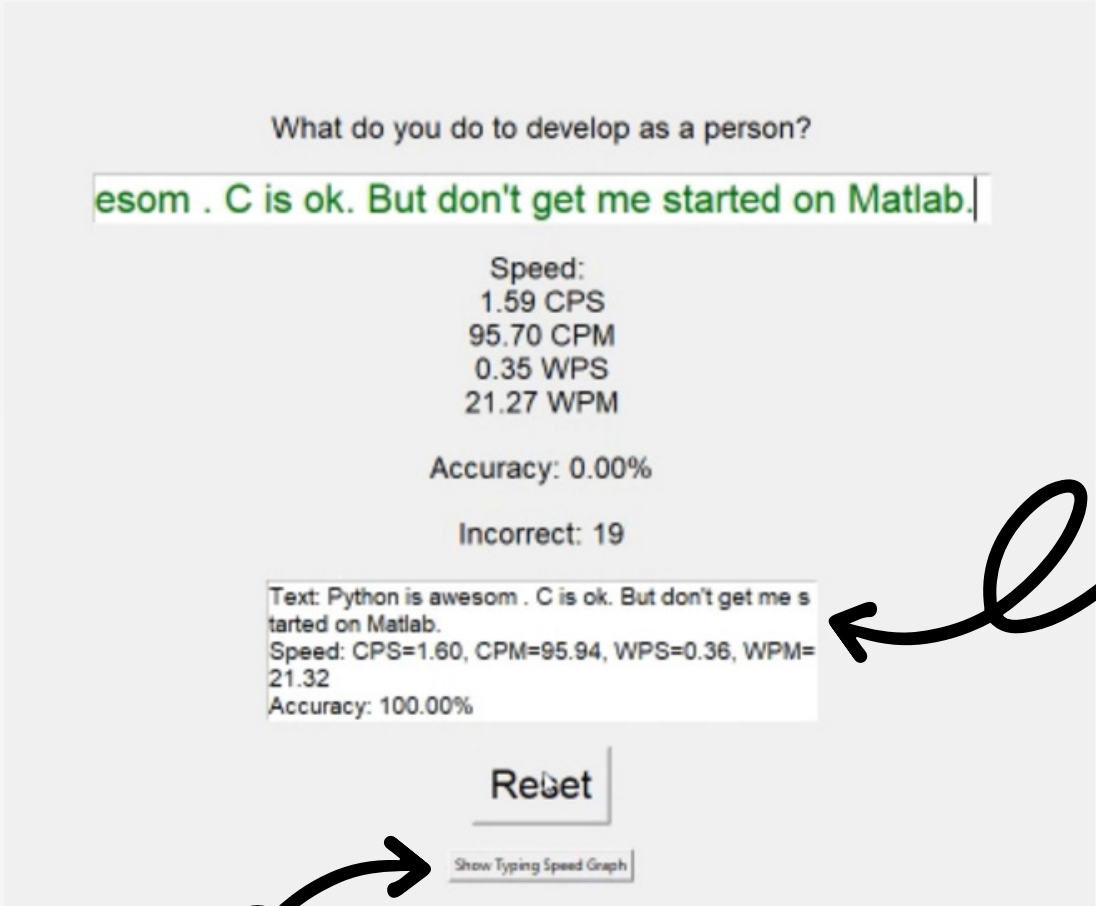 What do you do to develop as a person?
esom . C is ok. But don't get me started on Matlab.
Speed:
1.59 CPS
95.70 CPM
0.35 WPS
21.27 WPM
Accuracy: 0.00%
Incorrect: 19
Text: Python is awesom . C is ok. But don't get me s
tarted on Matlab.
Speed: CPS=1.60, CPM=95.94, WPS=0.36, WPM=
21.32
Accuracy: 100.00%
Reset
Show Typing Speed Graph